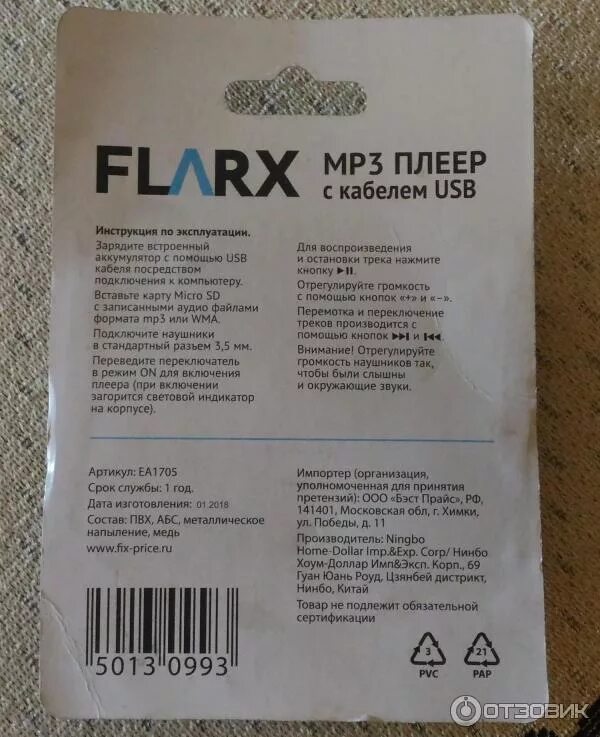 FLARX
MP3 ПЛЕЕР
с кабелем USB
Инструкция по эксплуатации.
Зарядите встроенный
аккумулятор с помощью USB
кабеля посредством
подключения к компьютеру.
Вставьте карту Micro SD
с записанными аудио файлами
формата mp3 или WMA.
Подключите наушники
в стандартный разъем 3,5 мм.
Переведите переключатель
в режим ON для включения
плеера (при включении
загорится световой индикатор
на корпусе).
Для воспроизведения
и остановки трека нажмите
кнопку ▶II.
Отрегулируйте громкость
с помощью кнопок «+» и «–».
Перемотка и переключение
треков производится с
помощью кнопок ▶▶I и I◀◀.
Внимание! Отрегулируйте
громкость наушников так,
чтобы были слышны
и окружающие звуки.
Артикул: EA1705
Срок службы: 1 год.
Дата изготовления: 01 2018
Состав: ПВХ, АБС, металлическое
напыление, медь
www.fix-price.ru
Импортер (организация,
уполномоченная для принятия
претензий): ООО «Бэст Прайс», РФ,
141401, Московская обл, г. Химки,
ул. Победы, д. 11
Производитель: Ningbo
Home-Dollar Imp.&Exp. Corp/ Нинбо
Хоум-Доллар Имп&Эксп. Корп., 69
Гуан Юань Роуд, Цзянбей дистрикт,
Нинбо, Китай
Товар не подлежит обязательной
сертификации
5013 0993
3
PVC
21
PAP
ОТЗОВИК